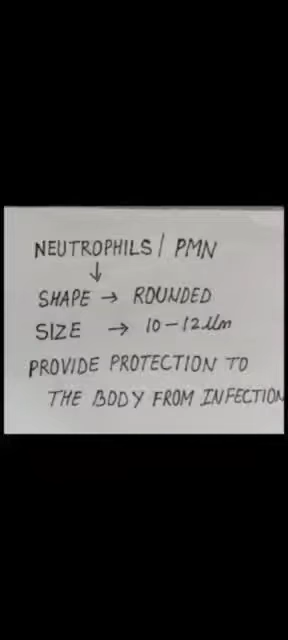 NEUTROPHILS / PMN
↓
SHAPE → ROUNDED
SIZE → 10-12 µm
PROVIDE PROTECTION TO
THE BODY FROM INFECTION